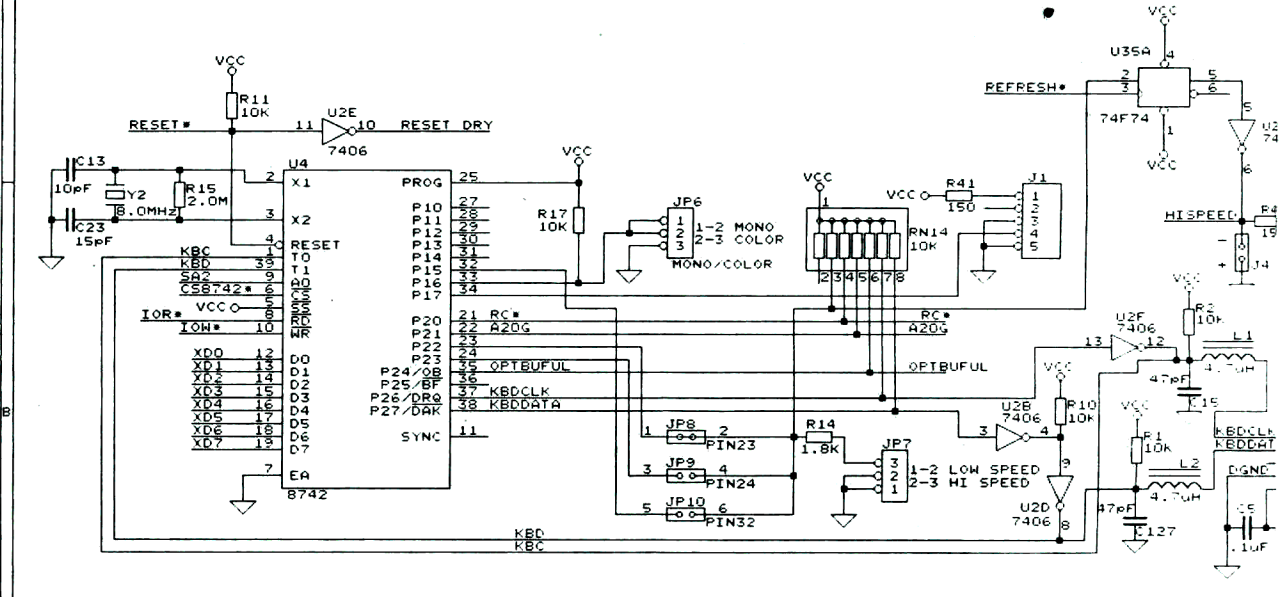 VCC
U35A
4
VCC
2
3
5
6
REFRESH*
R11
10K
5
U2E
74F74
1
VCC
RESET*
11
10
RESET DRY
7406
C13
10pF
Y2
8.0MHz
R15
2.0M
C23
15pF
U4
2 X1
3 X2
4 RESET
KBC 1 T0
KBD 39 T1
SA2 9 A0
CS8742* 6 CS
VCC 5 SS
IOR* 8 RD
IOW* 10 WR
XD0 12 D0
XD1 13 D1
XD2 14 D2
XD3 15 D3
XD4 16 D4
XD5 17 D5
XD6 18 D6
XD7 19 D7
7 EA
8742
PROG 25
P10 27
P11 28
P12 29
P13 30
P14 31
P15 32
P16 33
P17 34
P20 21 RC*
P21 22 A20G
P22 23
P23 24
P24/OB 35 OPTBUFUL
P25/BF 36
P26/DRQ 37 KBDCLK
P27/DAK 38 KBDDATA
SYNC 11
VCC
R17
10K
JP6
1
2
3
1-2 MONO
2-3 COLOR
MONO/COLOR
VCC
1
RN14
10K
2 3 4 5 6 7 8
VCC
R41
150
J1
1
2
3
4
5
6
HISPEED
-
+
J4
RC*
A20G
OPTBUFUL
U2F
7406
13
12
VCC
R2
10K
L1
4.7uH
47pF
C15
VCC
R10
10K
U2B
7406
3
4
9
U2D
7406
8
VCC
R1
10K
L2
4.7uH
47pF
C127
KBDCLK
KBDDAT
DGND
C5
.1uF
1 JP8 2
PIN23
3 JP9 4
PIN24
5 JP10 6
PIN32
R14
1.8K
JP7
3
2
1
1-2 LOW SPEED
2-3 HI SPEED
KBD
KBC
B